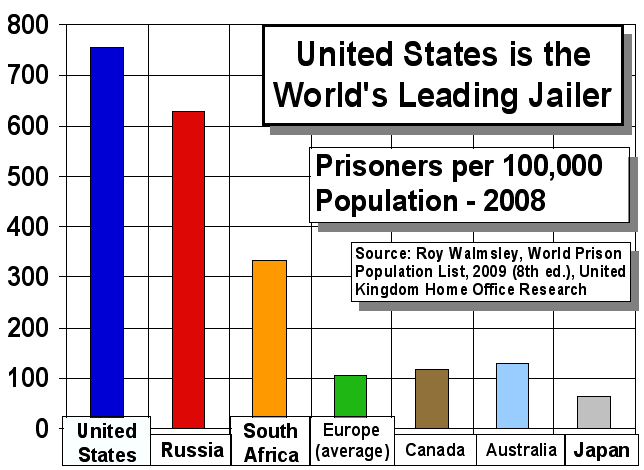 United States is the
World's Leading Jailer
Prisoners per 100,000
Population - 2008
Source: Roy Walmsley, World Prison
Population List, 2009 (8th ed.), United
Kingdom Home Office Research
800
700
600
500
400
300
200
100
0
United
States
Russia
South
Africa
Europe
(average)
Canada
Australia
Japan